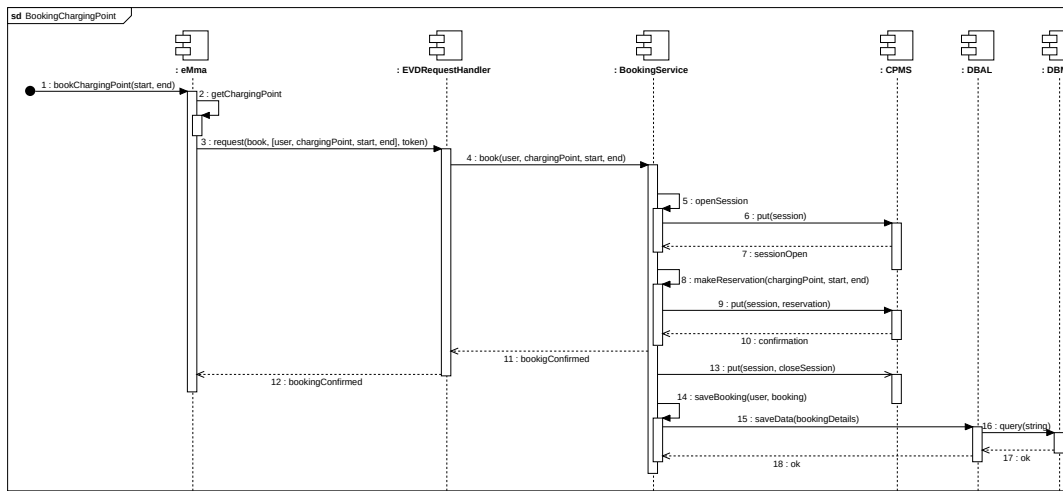 sd BookingChargingPoint
: eMma
: EVDRequestHandler
: BookingService
: CPMS
: DBAL
1 : bookChargingPoint(start, end)
2 : getChargingPoint
3 : request(book, [user, chargingPoint, start, end], token)
4 : book(user, chargingPoint, start, end)
5 : openSession
6 : put(session)
7 : sessionOpen
8 : makeReservation(chargingPoint, start, end)
9 : put(session, reservation)
10 : confirmation
11 : bookigConfirmed
12 : bookingConfirmed
13 : put(session, closeSession)
14 : saveBooking(user, booking)
15 : saveData(bookingDetails)
16 : query(string)
17 : ok
18 : ok